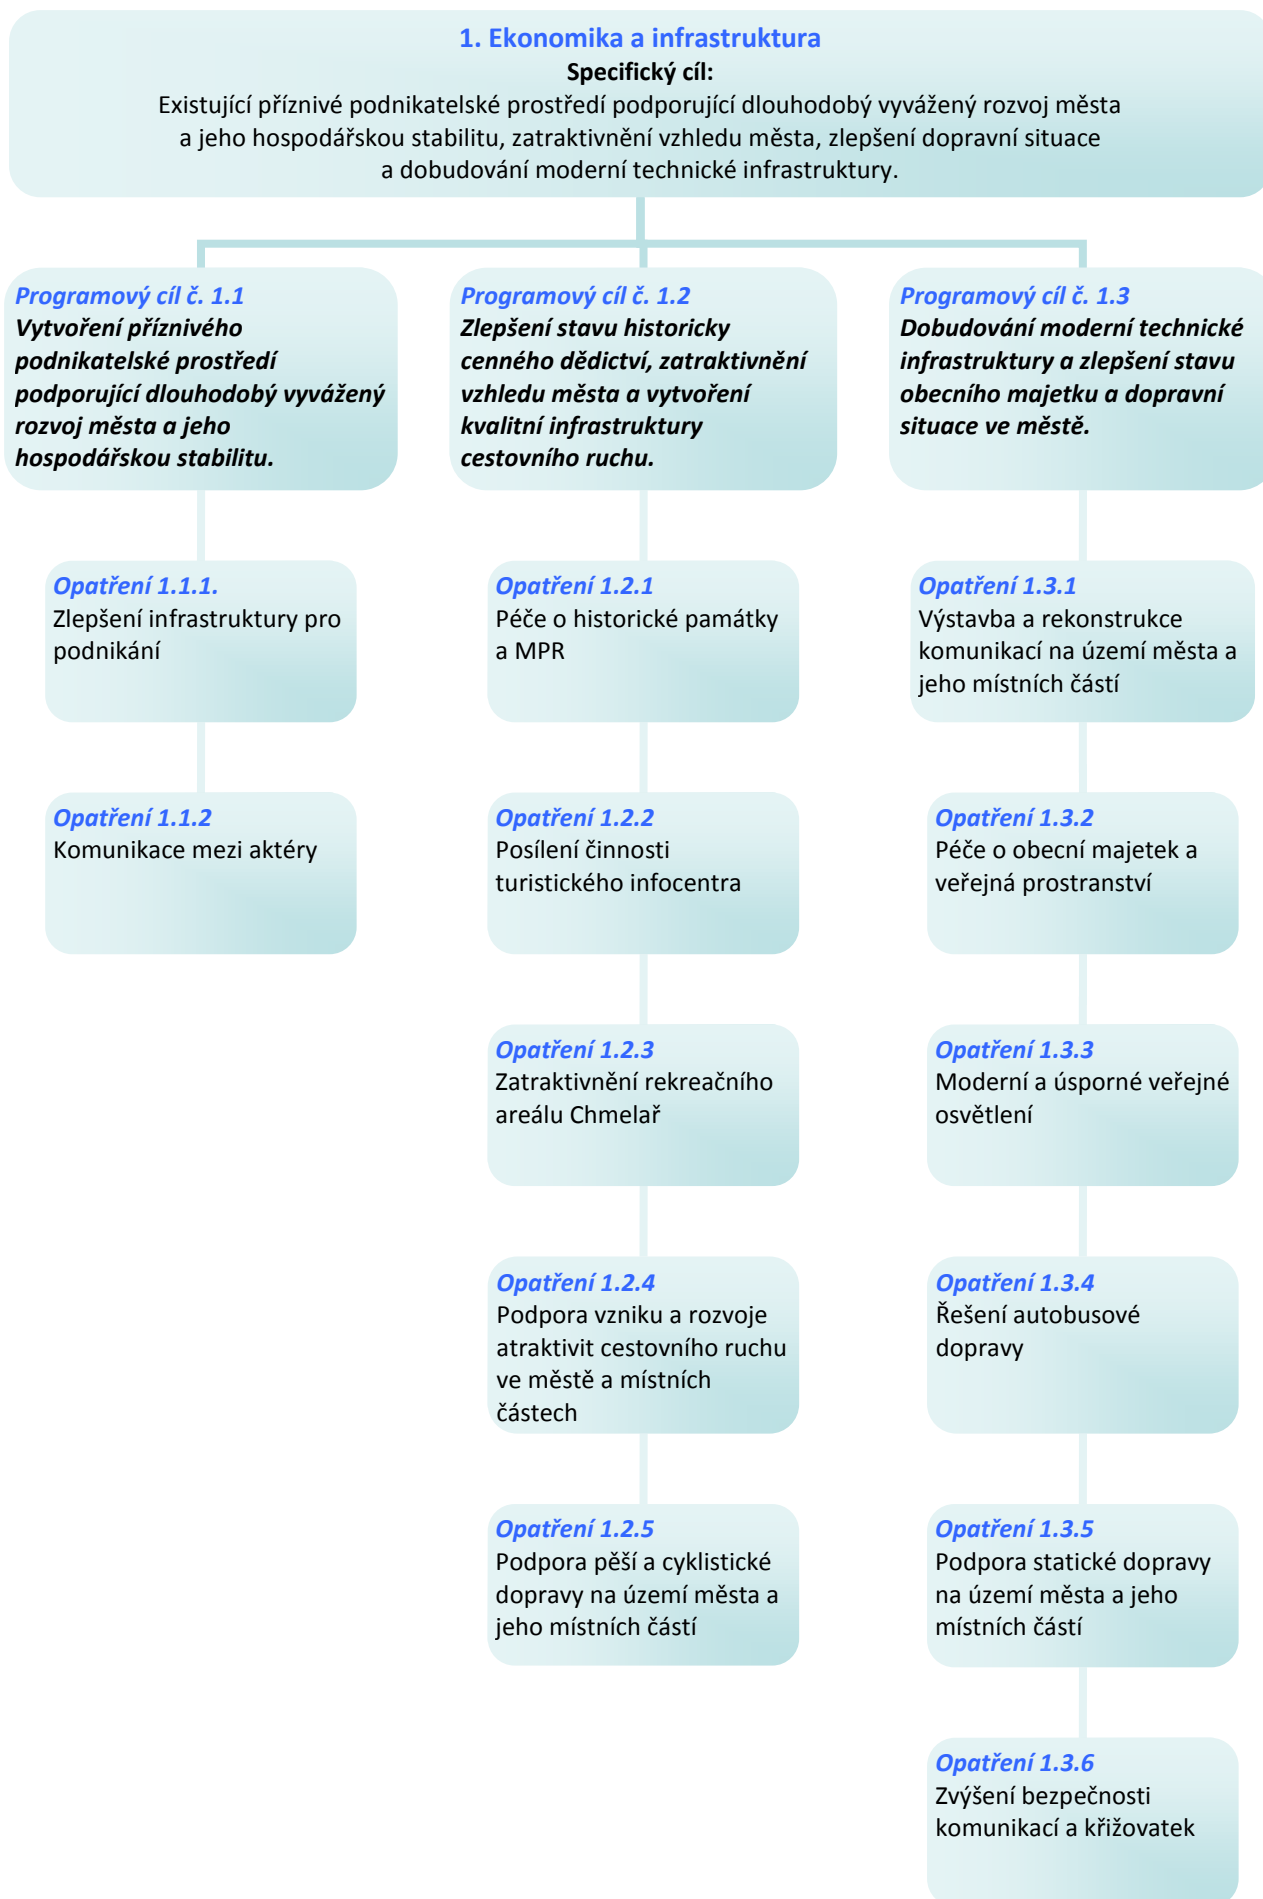 1. Ekonomika a infrastruktura
Specifický cíl:
Existující příznivé podnikatelské prostředí podporující dlouhodobý vyvážený rozvoj města
a jeho hospodářskou stabilitu, zatraktivnění vzhledu města, zlepšení dopravní situace
a dobudování moderní technické infrastruktury.
Programový cíl č. 1.1
Vytvoření příznivého
podnikatelské prostředí
podporující dlouhodobý vyvážený
rozvoj města a jeho
hospodářskou stabilitu.
Opatření 1.1.1.
Zlepšení infrastruktury pro
podnikání
Opatření 1.1.2
Komunikace mezi aktéry
Programový cíl č. 1.2
Zlepšení stavu historicky
cenného dědictví, zatraktivnění
vzhledu města a vytvoření
kvalitní infrastruktury
cestovního ruchu.
Opatření 1.2.1
Péče o historické památky
a MPR
Opatření 1.2.2
Posílení činnosti
turistického infocentra
Opatření 1.2.3
Zatraktivnění rekreačního
areálu Chmelař
Opatření 1.2.4
Podpora vzniku a rozvoje
atraktivit cestovního ruchu
ve městě a místních
částech
Opatření 1.2.5
Podpora pěší a cyklistické
dopravy na území města a
jeho místních částí
Programový cíl č. 1.3
Dobudování moderní technické
infrastruktury a zlepšení stavu
obecního majetku a dopravní
situace ve městě.
Opatření 1.3.1
Výstavba a rekonstrukce
komunikací na území města a
jeho místních částí
Opatření 1.3.2
Péče o obecní majetek a
veřejná prostranství
Opatření 1.3.3
Moderní a úsporné veřejné
osvětlení
Opatření 1.3.4
Řešení autobusové
dopravy
Opatření 1.3.5
Podpora statické dopravy
na území města a jeho
místních částí
Opatření 1.3.6
Zvýšení bezpečnosti
komunikací a křižovatek